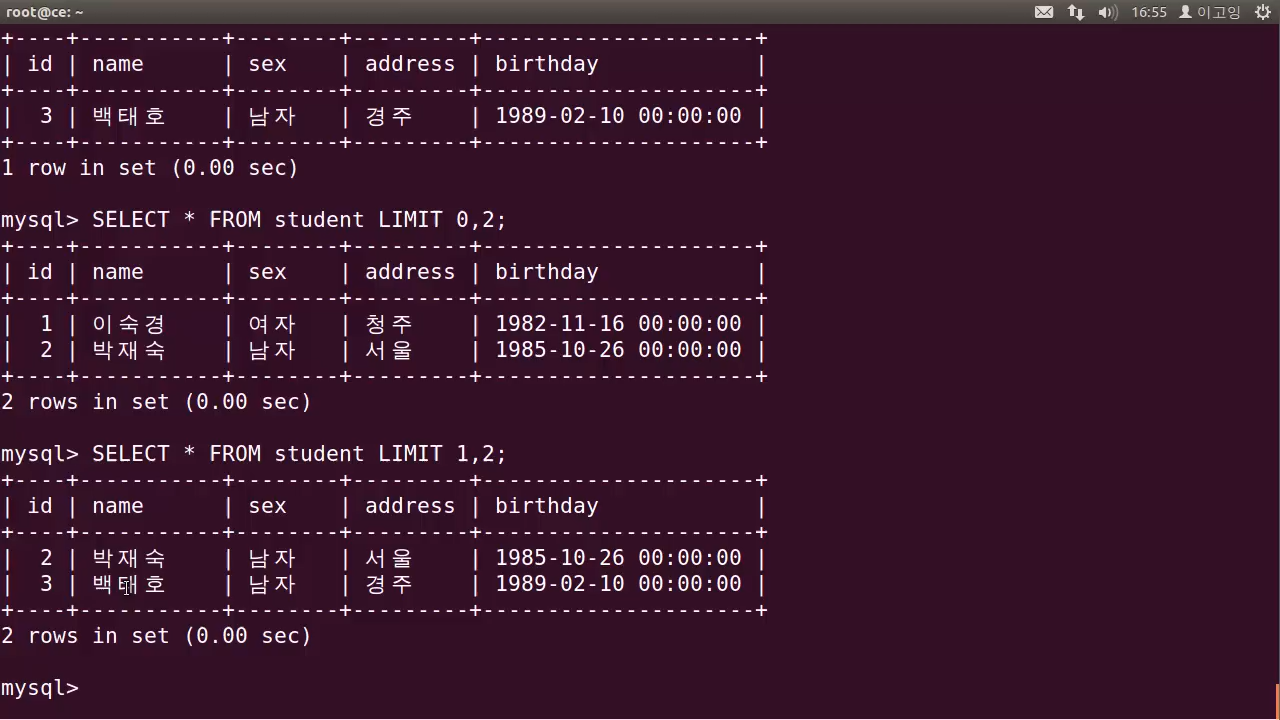 root@ce: ~ 16:55 이고잉
+----+-----------+--------+---------+---------------------+
| id | name      | sex    | address | birthday            |
+----+-----------+--------+---------+---------------------+
|  3 | 백태호    | 남자   | 경주    | 1989-02-10 00:00:00 |
+----+-----------+--------+---------+---------------------+
1 row in set (0.00 sec)
mysql> SELECT * FROM student LIMIT 0,2;
+----+-----------+--------+---------+---------------------+
| id | name      | sex    | address | birthday            |
+----+-----------+--------+---------+---------------------+
|  1 | 이숙경    | 여자   | 청주    | 1982-11-16 00:00:00 |
|  2 | 박재숙    | 남자   | 서울    | 1985-10-26 00:00:00 |
+----+-----------+--------+---------+---------------------+
2 rows in set (0.00 sec)
mysql> SELECT * FROM student LIMIT 1,2;
+----+-----------+--------+---------+---------------------+
| id | name      | sex    | address | birthday            |
+----+-----------+--------+---------+---------------------+
|  2 | 박재숙    | 남자   | 서울    | 1985-10-26 00:00:00 |
|  3 | 백태호    | 남자   | 경주    | 1989-02-10 00:00:00 |
+----+-----------+--------+---------+---------------------+
2 rows in set (0.00 sec)
mysql>